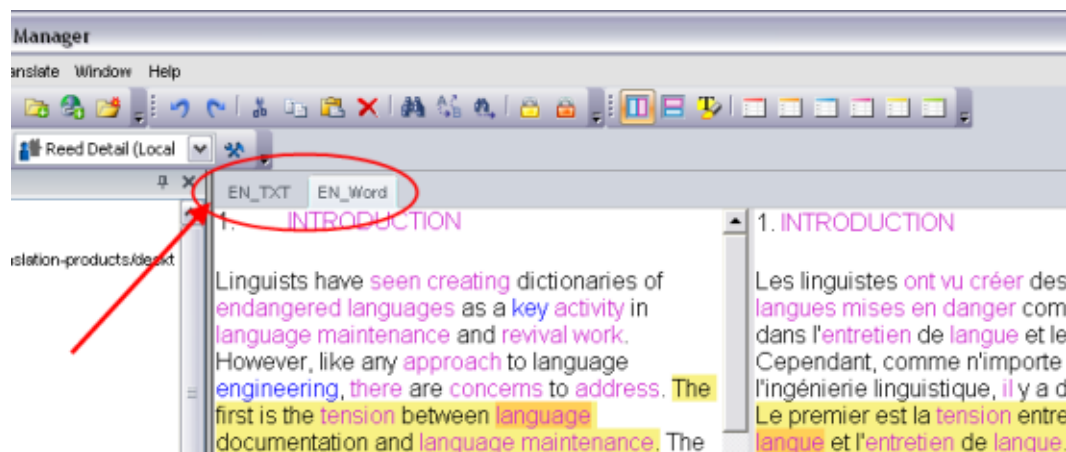 Manager
anslate Window Help
Reed Detail (Local
EN_TXT EN_Word
1. INTRODUCTION
Linguists have seen creating dictionaries of
endangered languages as a key activity in
language maintenance and revival work.
However, like any approach to language
engineering, there are concerns to address. The
first is the tension between language
documentation and language maintenance. The
1. INTRODUCTION
Les linguistes ont vu créer des
langues mises en danger com
dans l'entretien de langue et le
Cependant, comme n'importe
l'ingénierie linguistique, il y a d
Le premier est la tension entre
langue et l'entretien de langue.